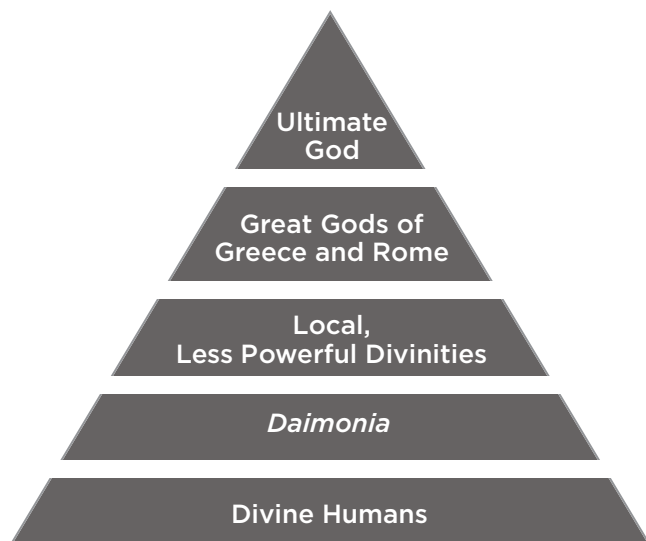 Ultimate
God
Great Gods of
Greece and Rome
Local,
Less Powerful Divinities
Daimonia
Divine Humans